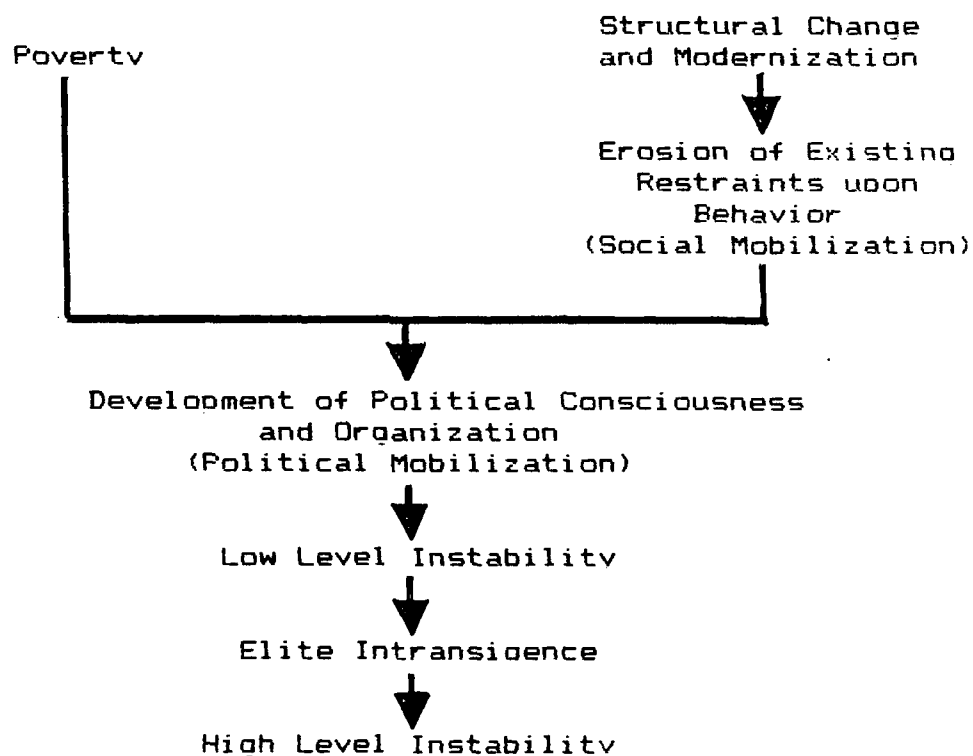 Poverty
Structural Change
and Modernization
Erosion of Existing
Restraints upon
Behavior
(Social Mobilization)
Development of Political Consciousness
and Organization
(Political Mobilization)
Low Level Instability
Elite Intransigence
High Level Instability